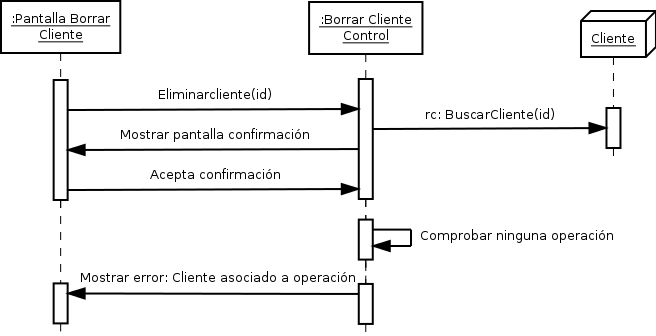 :Pantalla Borrar
Cliente
:Borrar Cliente
Control
Cliente
Eliminarcliente(id)
rc: BuscarCliente(id)
Mostrar pantalla confirmación
Acepta confirmación
Comprobar ninguna operación
Mostrar error: Cliente asociado a operación